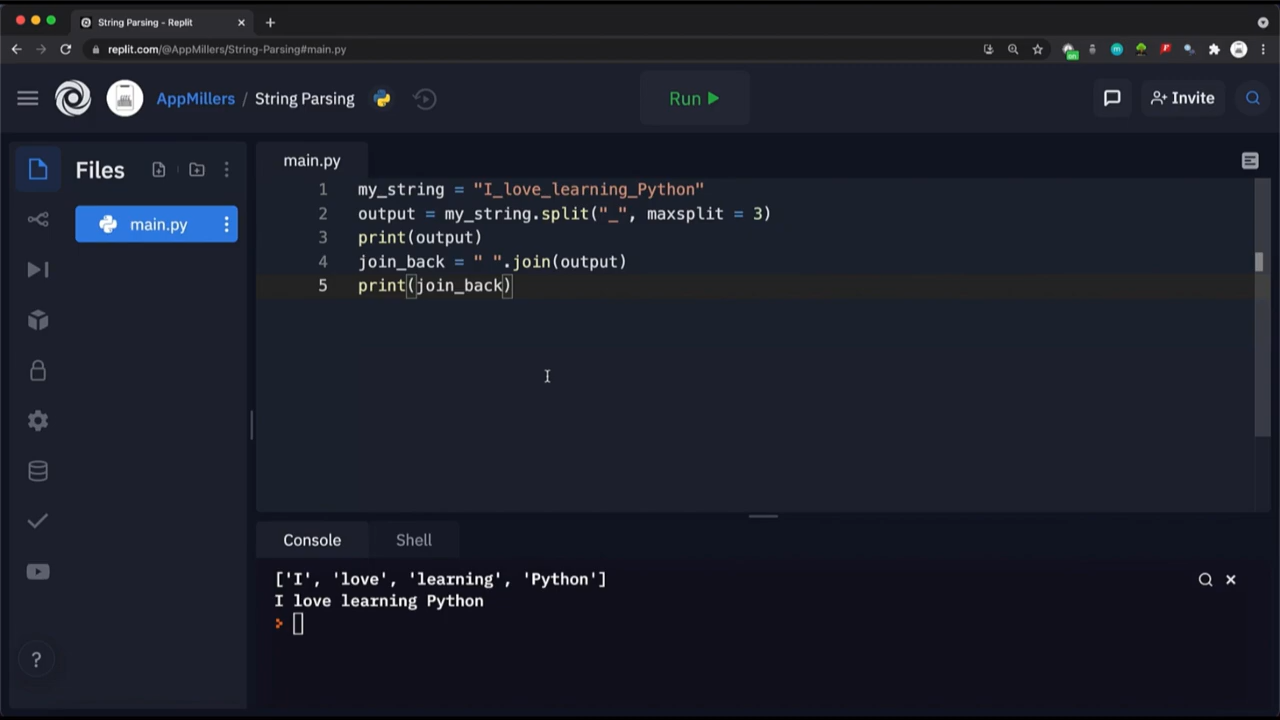 String Parsing - Replit
replit.com/@AppMillers/String-Parsing#main.py
AppMillers / String Parsing
Run
Invite
Files
main.py
main.py
1 my_string = "I_love_learning_Python"
2 output = my_string.split("_", maxsplit = 3)
3 print(output)
4 join_back = " ".join(output)
5 print(join_back)
Console
Shell
['I', 'love', 'learning', 'Python']
I love learning Python
>
?